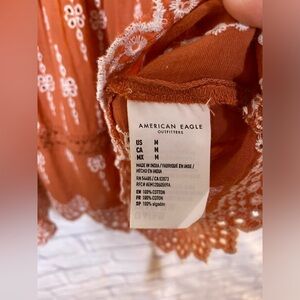 AMERICAN EAGLE
OUTFITTERS
US M
CA M
MX M
MADE IN INDIA / FABRIQUÉ EN INDE /
HECHO EN INDIA
EN 100% COTTON
FR 100% COTON
SP 100% algodón